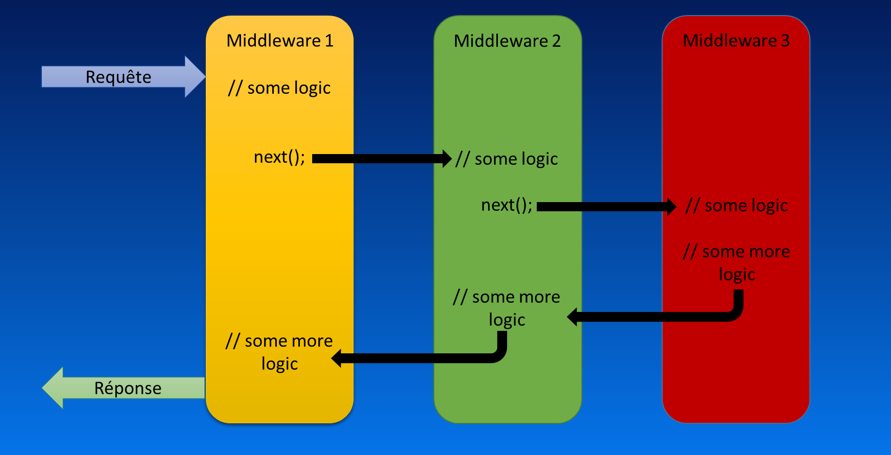 Middleware 1
Middleware 2
Middleware 3
Requête
// some logic
next();
// some logic
next();
// some logic
// some more
logic
// some more
logic
// some more
logic
Réponse